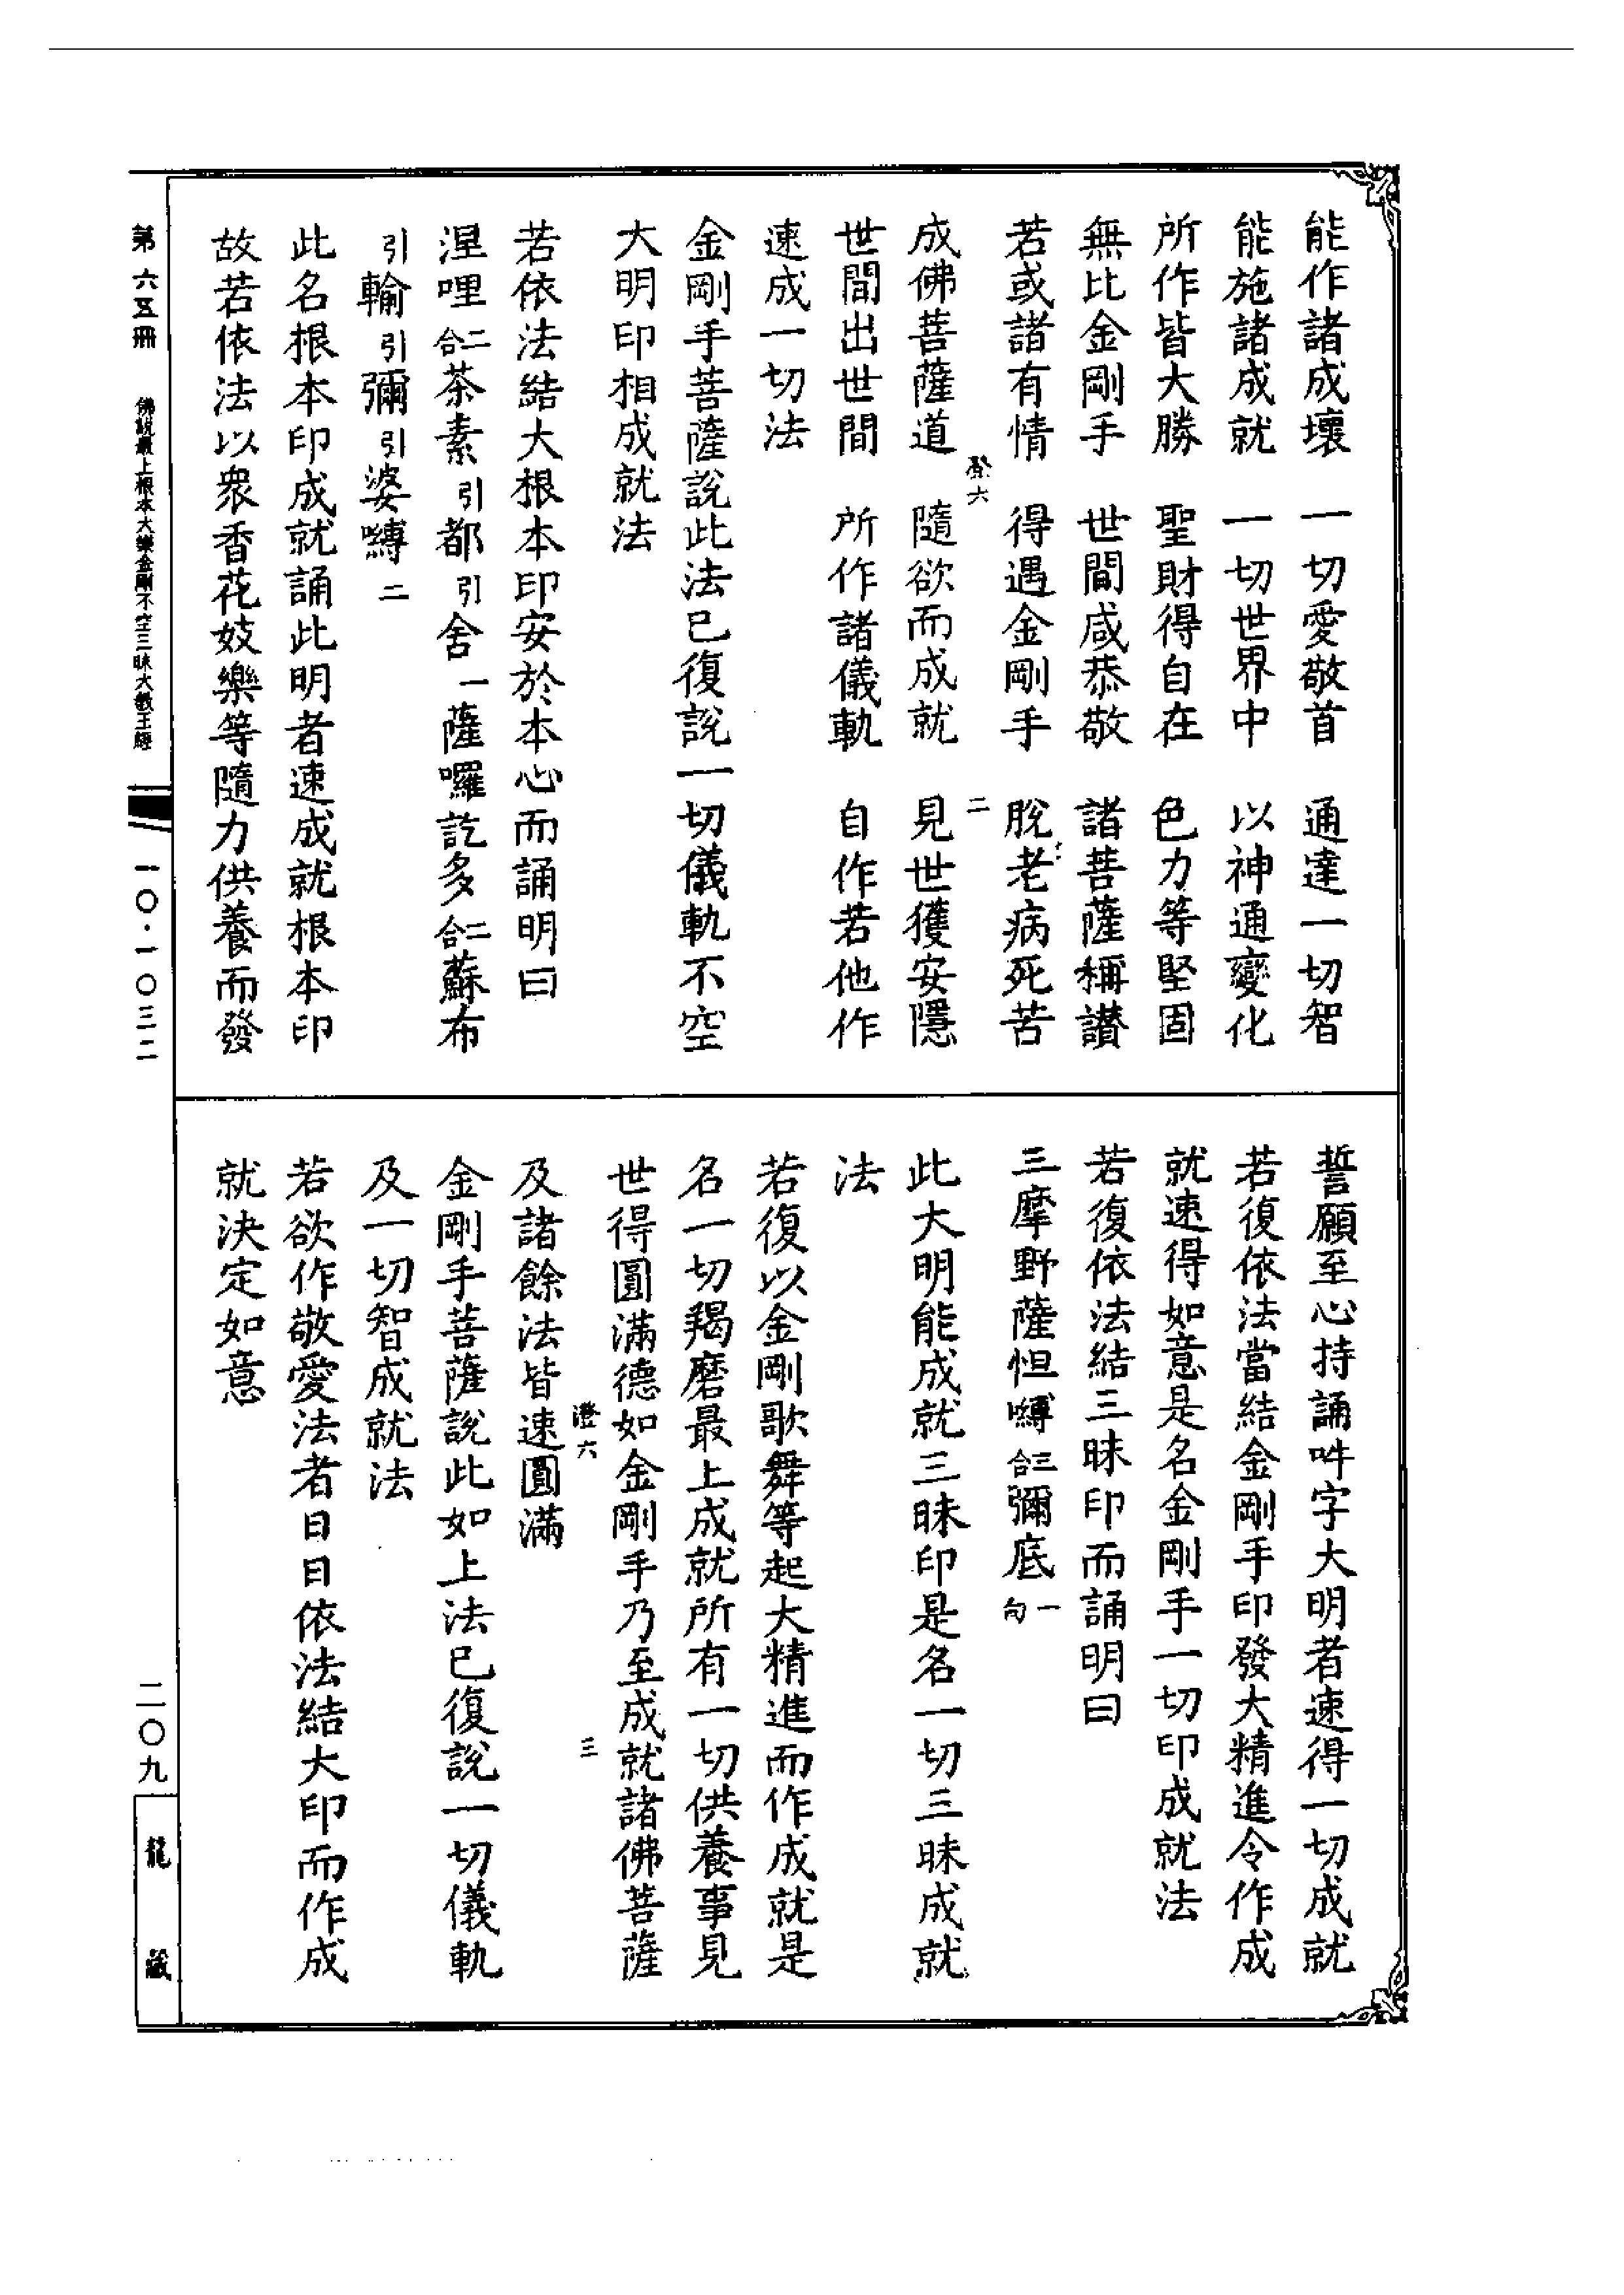 能作諸成壞　一切愛敬首　通達一切智
能施諸成就　一切世界中　以神通變化
所作皆大勝　聖財得自在　色力等堅固
無比金剛手　世間咸恭敬　諸菩薩稱讚
若或諸有情　得遇金剛手　脫老病死苦
六　二
成佛菩薩道　隨欲而成就　見世獲安隱
世間出世間　所作諸儀軌　自作若他作
速成一切法
金剛手菩薩說此法已復說一切儀軌不空
大明印相成就法
若依法結大根本印安於本心而誦明曰
涅哩二合茶素引都引舍一薩囉訖多二合蘇布
引輸引彌引婆嚩二
此名根本印成就誦此明者速成就根本印
故若依法以眾香花妓樂等隨力供養而發
誓願至心持誦吽字大明者速得一切成就
若復依法當結金剛手印發大精進令作成
就速得如意是名金剛手一切印成就法
若復依法結三昧印而誦明曰
三摩野薩怛嚩三合彌底一句
此大明能成就三昧印是名一切三昧成就
法
若復以金剛歌舞等起大精進而作成就是
名一切羯磨最上成就所有一切供養事見
世得圓滿德如金剛手乃至成就諸佛菩薩
澄六　三
及諸餘法皆速圓滿
金剛手菩薩說此如上法已復說一切儀軌
及一切智成就法
若欲作敬愛法者日日依法結大印而作成
就決定如意
第六五冊　佛說最上根本大樂金剛不空三昧大教王經　一〇·一〇三二　二〇九　龍藏